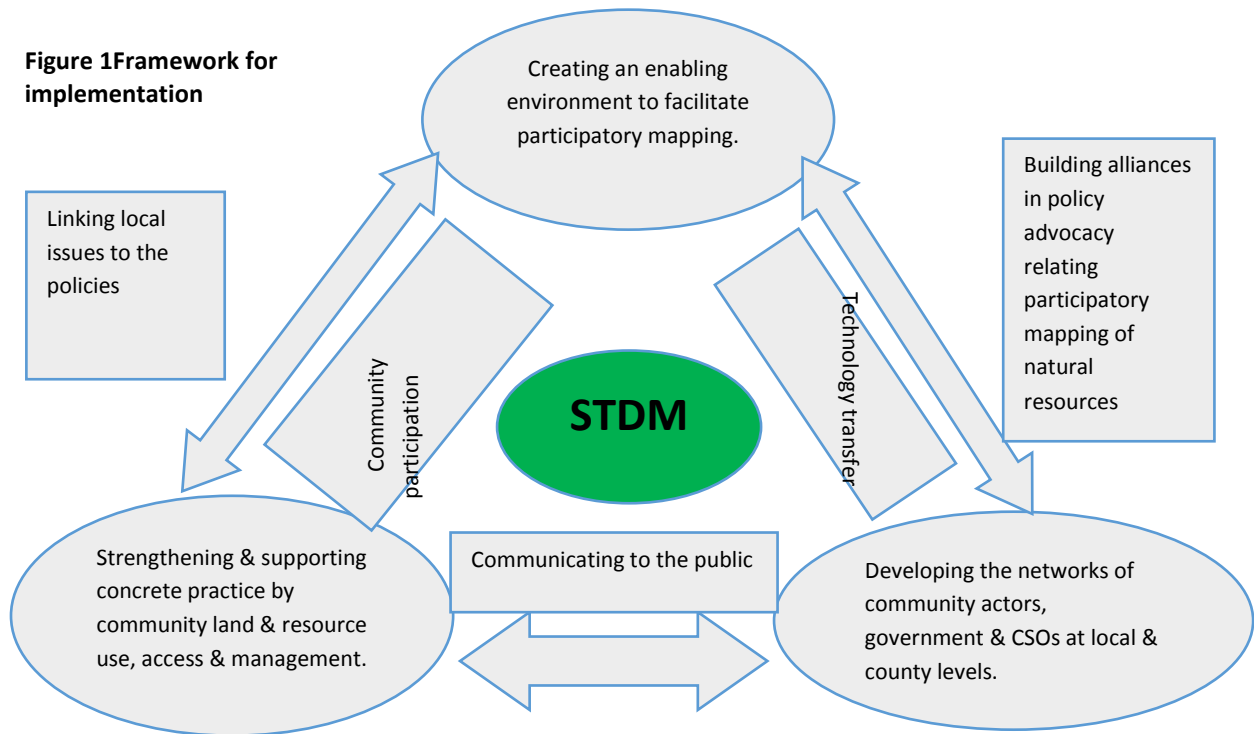 Figure 1Framework for
implementation
Creating an enabling
environment to facilitate
participatory mapping.
Linking local
issues to the
policies
Building alliances
in policy
advocacy
relating
participatory
mapping of
natural
resources
Community
participation
Technology transfer
STDM
Communicating to the public
Strengthening & supporting
concrete practice by
community land & resource
use, access & management.
Developing the networks of
community actors,
government & CSOs at local &
county levels.